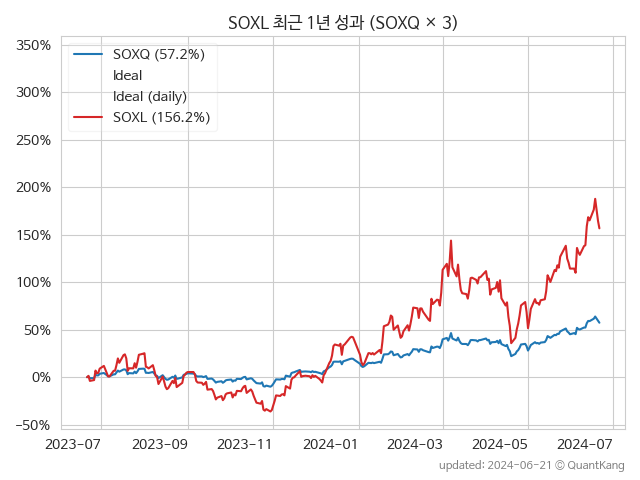 SOXL 최근 1년 성과 (SOXQ × 3)
350%
300%
250%
200%
150%
100%
50%
0%
−50%
SOXQ (57.2%)
Ideal
Ideal (daily)
SOXL (156.2%)
2023-07
2023-09
2023-11
2024-01
2024-03
2024-05
2024-07
updated: 2024-06-21 © QuantKang